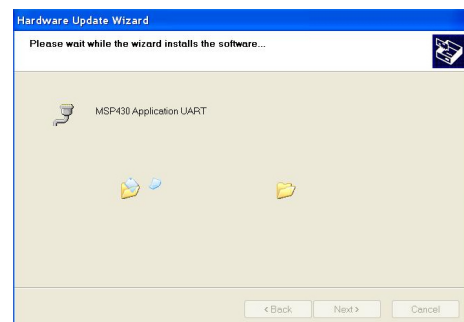 Hardware Update Wizard
Please wait while the wizard installs the software...
MSP430 Application UART
< Back
Next >
Cancel